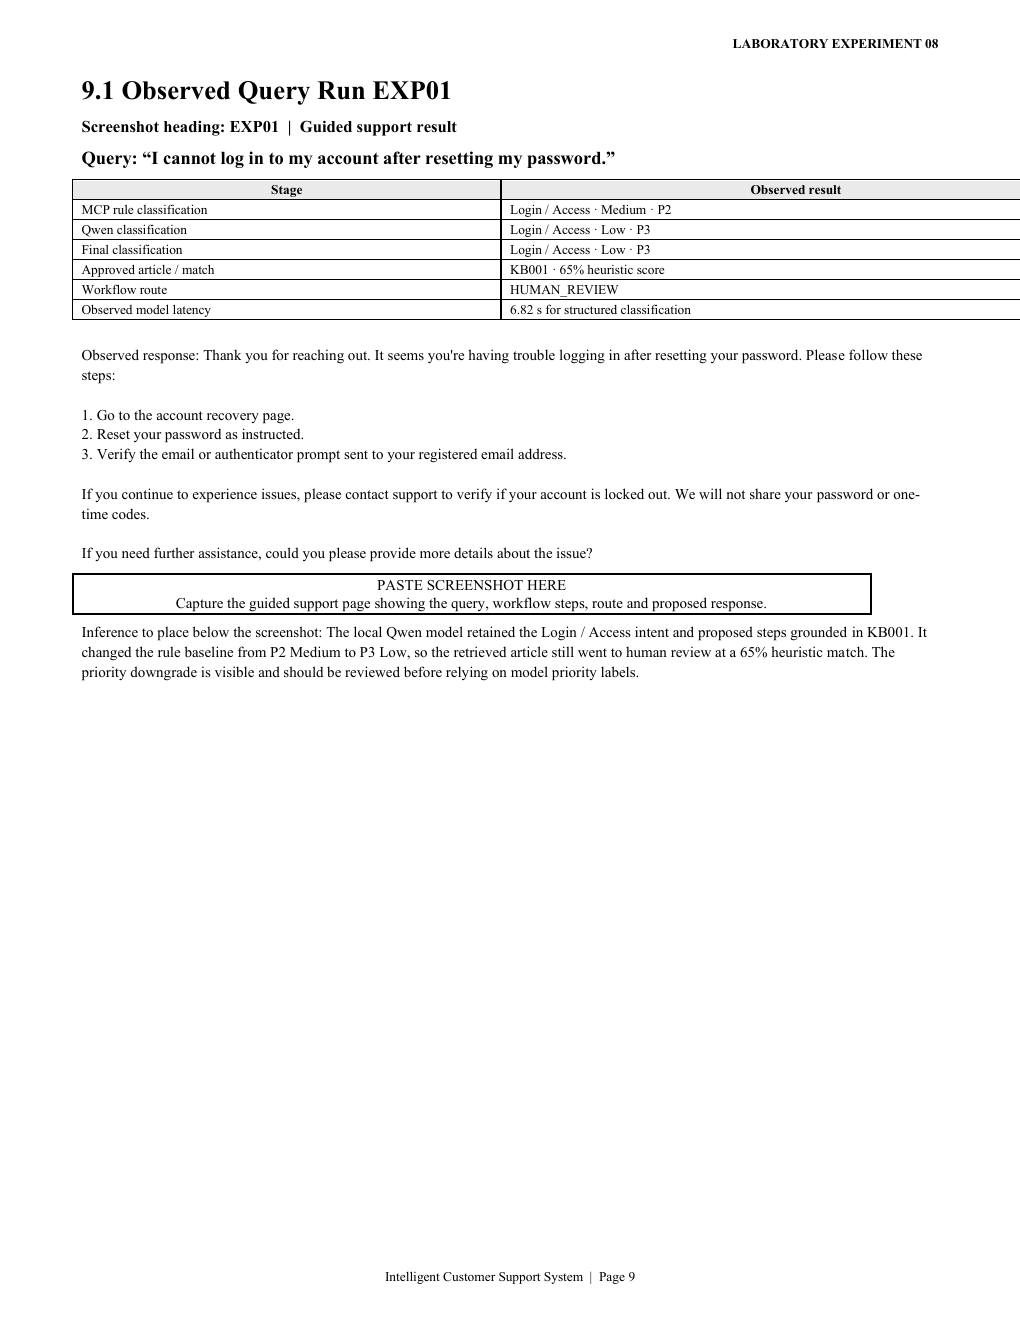 LABORATORY EXPERIMENT 08
9.1 Observed Query Run EXP01
Screenshot heading: EXP01 | Guided support result
Query: “I cannot log in to my account after resetting my password.”
Stage Observed result
MCP rule classification Login / Access · Medium · P2
Qwen classification Login / Access · Low · P3
Final classification Login / Access · Low · P3
Approved article / match KB001 · 65% heuristic score
Workflow route HUMAN_REVIEW
Observed model latency 6.82 s for structured classification
Observed response: Thank you for reaching out. It seems you're having trouble logging in after resetting your password. Please follow these
steps:
1. Go to the account recovery page.
2. Reset your password as instructed.
3. Verify the email or authenticator prompt sent to your registered email address.
If you continue to experience issues, please contact support to verify if your account is locked out. We will not share your password or one-
time codes.
If you need further assistance, could you please provide more details about the issue?
PASTE SCREENSHOT HERE
Capture the guided support page showing the query, workflow steps, route and proposed response.
Inference to place below the screenshot: The local Qwen model retained the Login / Access intent and proposed steps grounded in KB001. It
changed the rule baseline from P2 Medium to P3 Low, so the retrieved article still went to human review at a 65% heuristic match. The
priority downgrade is visible and should be reviewed before relying on model priority labels.
Intelligent Customer Support System | Page 9